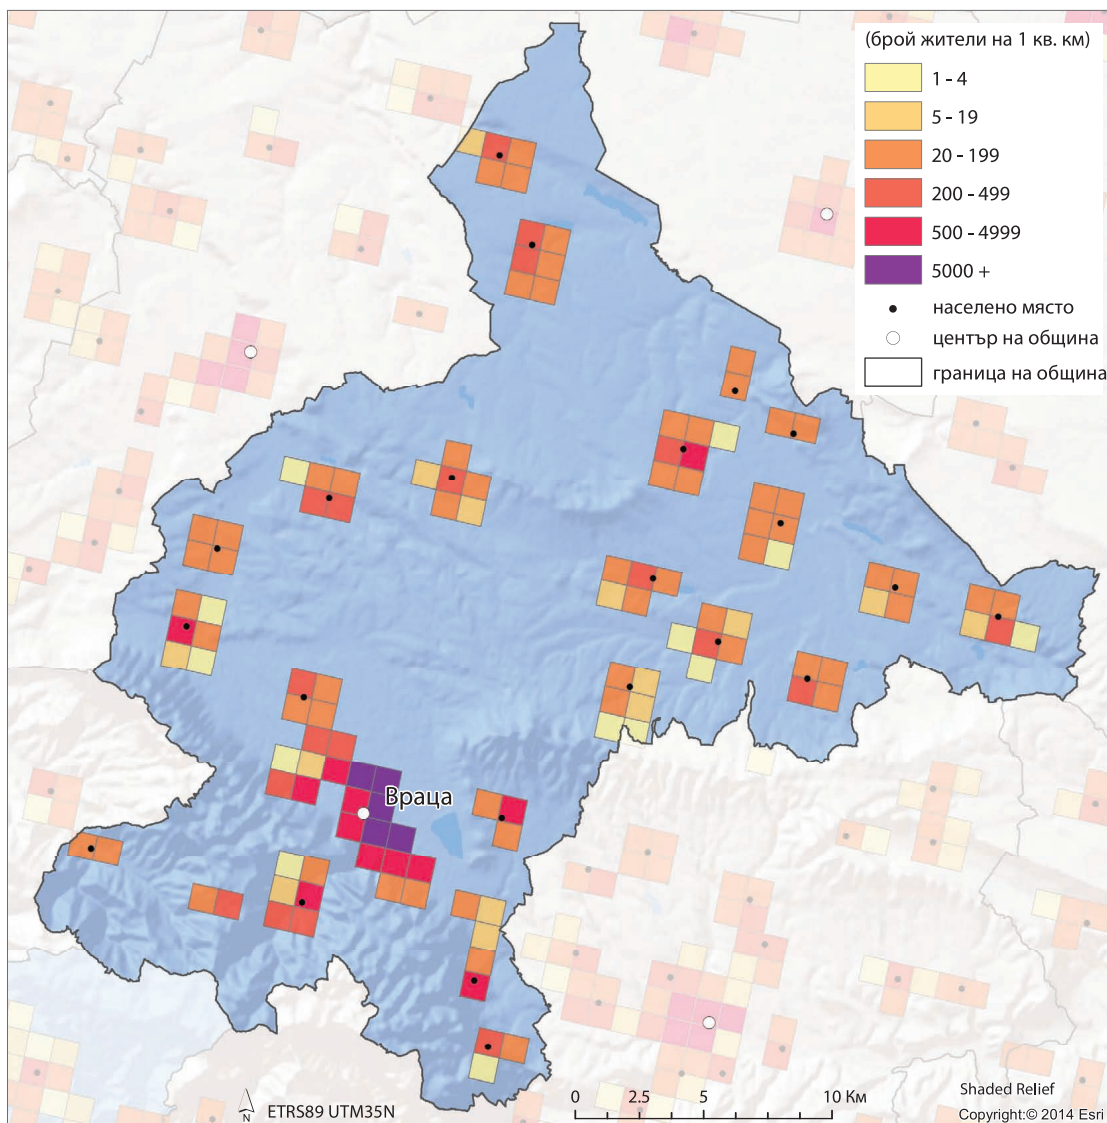 (брой жители на 1 кв. км)
1 - 4
5 - 19
20 - 199
200 - 499
500 - 4999
5000 +
населено място
център на община
граница на община
Враца
N
ETRS89 UTM35N
0 2.5 5 10 Км
Shaded Relief
Copyright:© 2014 Esri